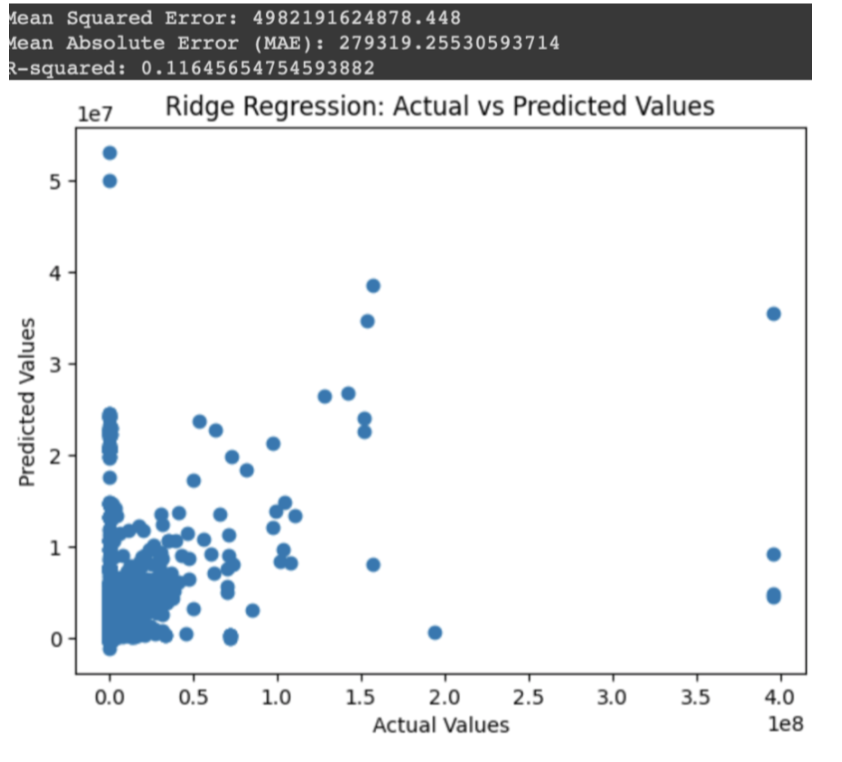 Mean Squared Error: 4982191624878.448
Mean Absolute Error (MAE): 279319.25530593714
R-squared: 0.11645654754593882
Ridge Regression: Actual vs Predicted Values
1e7
5
4
3
2
1
0
Predicted Values
0.0 0.5 1.0 1.5 2.0 2.5 3.0 3.5 4.0
1e8
Actual Values